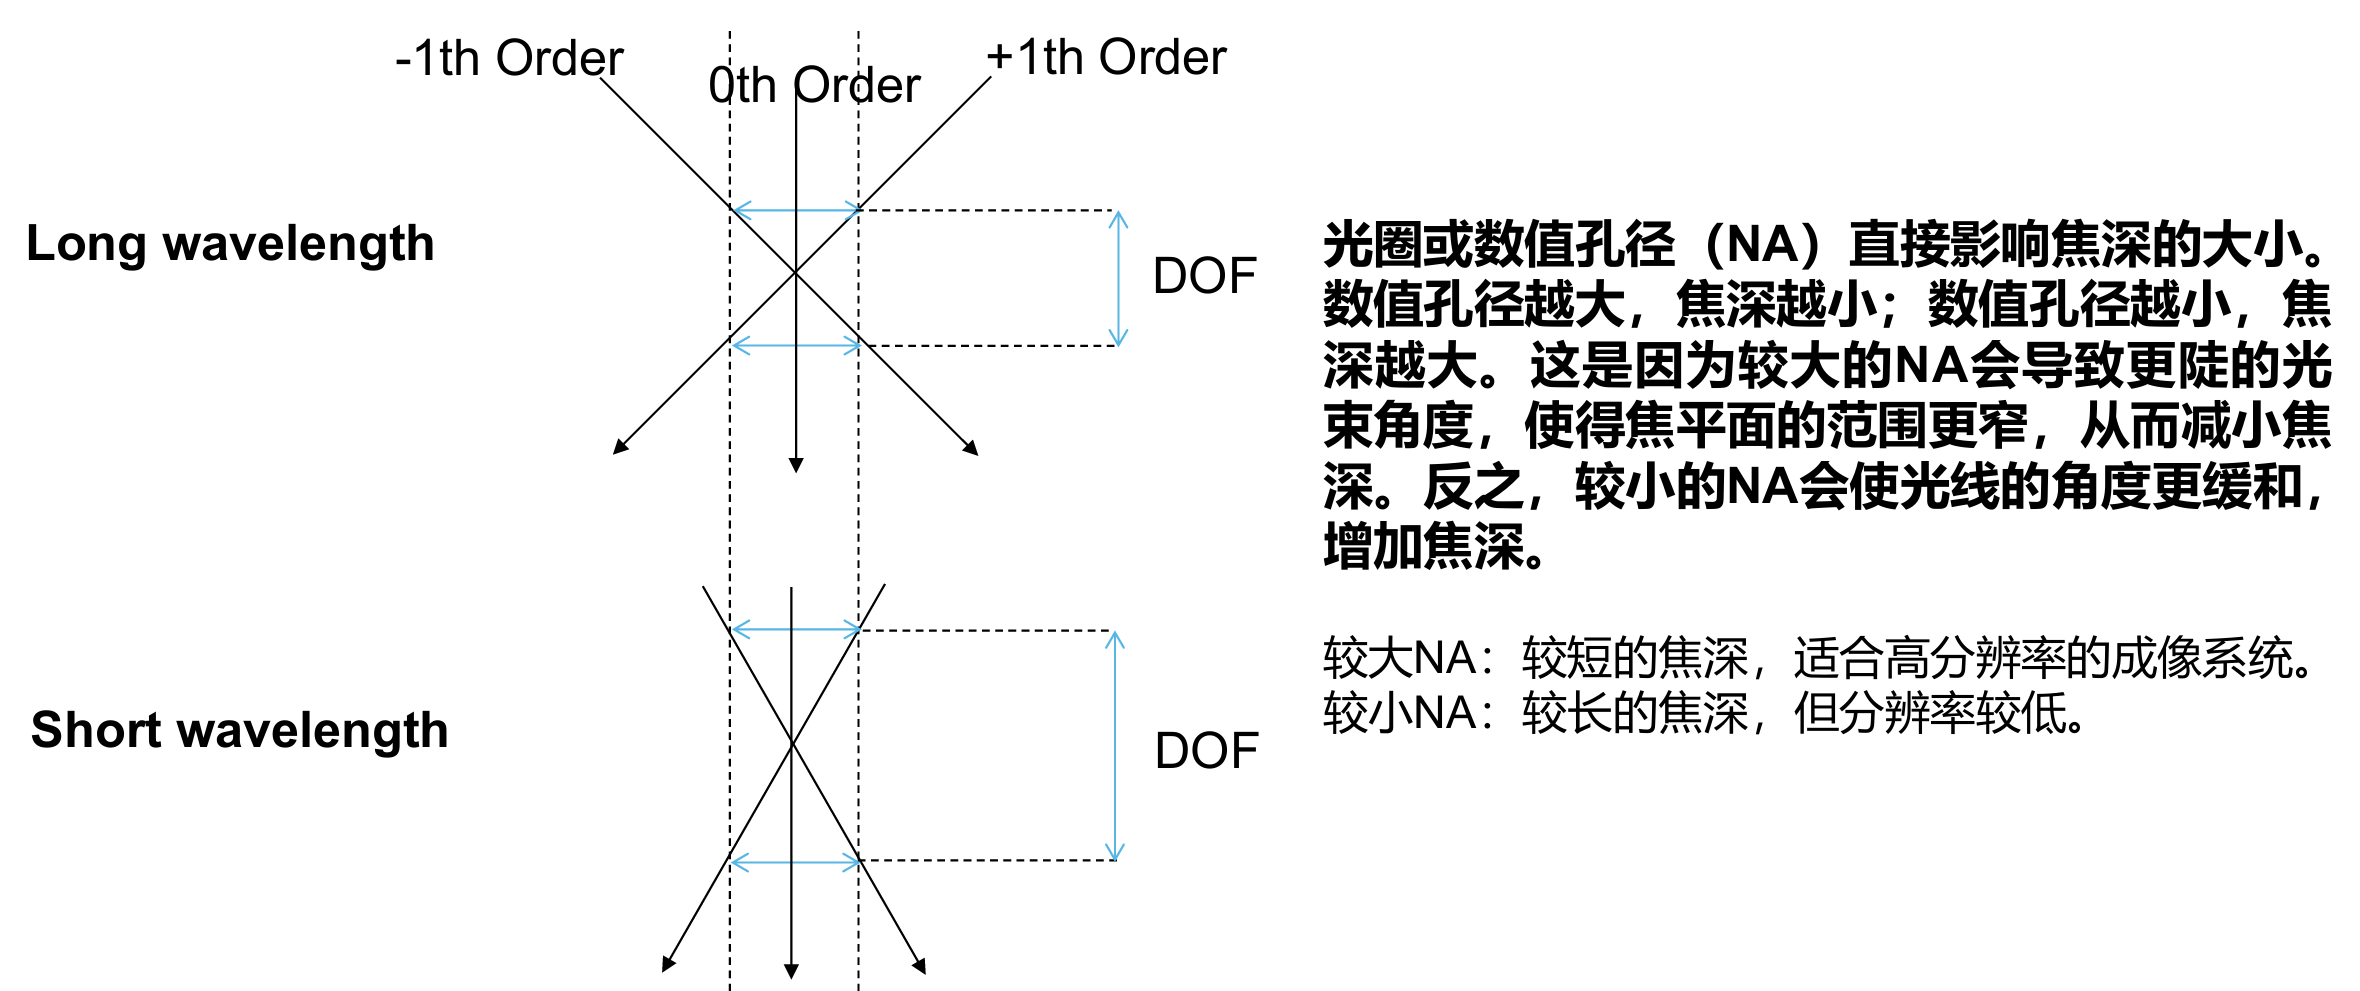 -1th Order
0th Order
+1th Order
Long wavelength
DOF
Short wavelength
DOF
光圈或数值孔径（NA）直接影响焦深的大小。
数值孔径越大，焦深越小；数值孔径越小，焦
深越大。这是因为较大的NA会导致更陡的光
束角度，使得焦平面的范围更窄，从而减小焦
深。反之，较小的NA会使光线的角度更缓和，
增加焦深。
较大NA：较短的焦深，适合高分辨率的成像系统。
较小NA：较长的焦深，但分辨率较低。